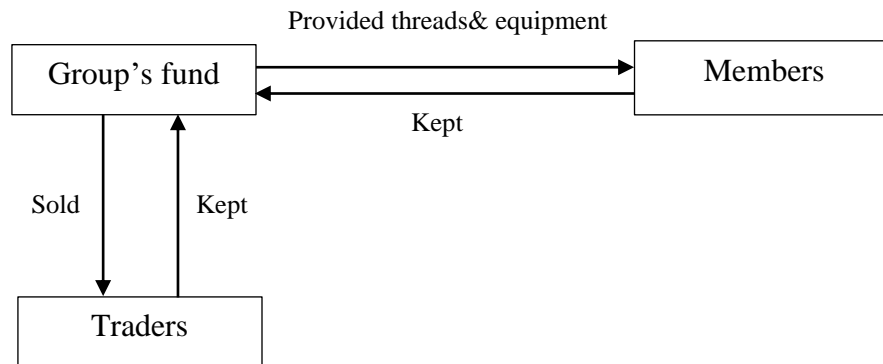 Provided threads& equipment
Group’s fund
Members
Kept
Sold
Kept
Traders